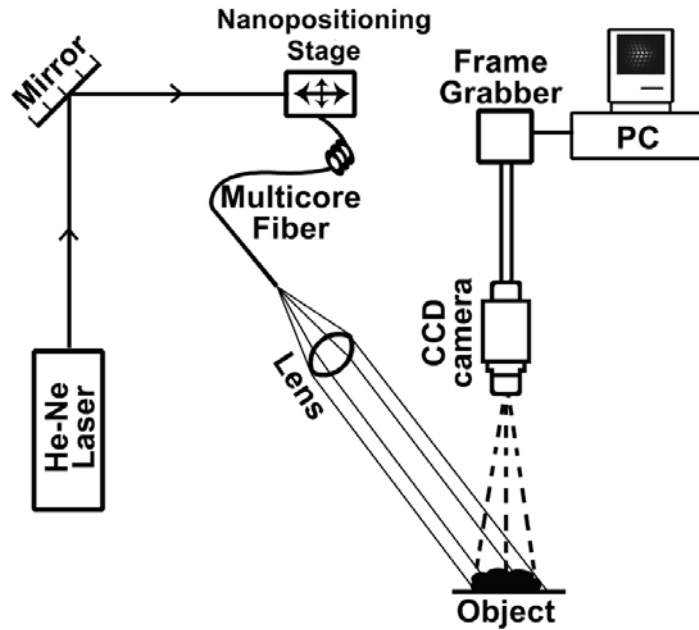 Nanopositioning
Stage
Mirror
Frame
Grabber
PC
Multicore
Fiber
CCD
camera
Lens
He-Ne
Laser
Object